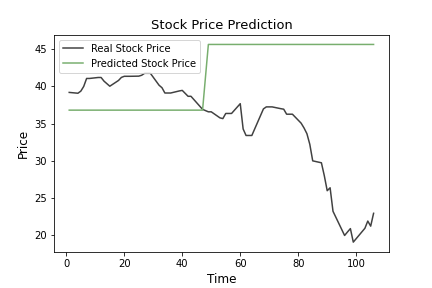 Stock Price Prediction
Real Stock Price
Predicted Stock Price
45
40
35
30
25
20
Price
0 20 40 60 80 100
Time